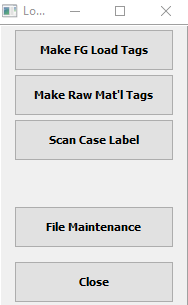 Lo...
Make FG Load Tags
Make Raw Mat'l Tags
Scan Case Label
File Maintenance
Close